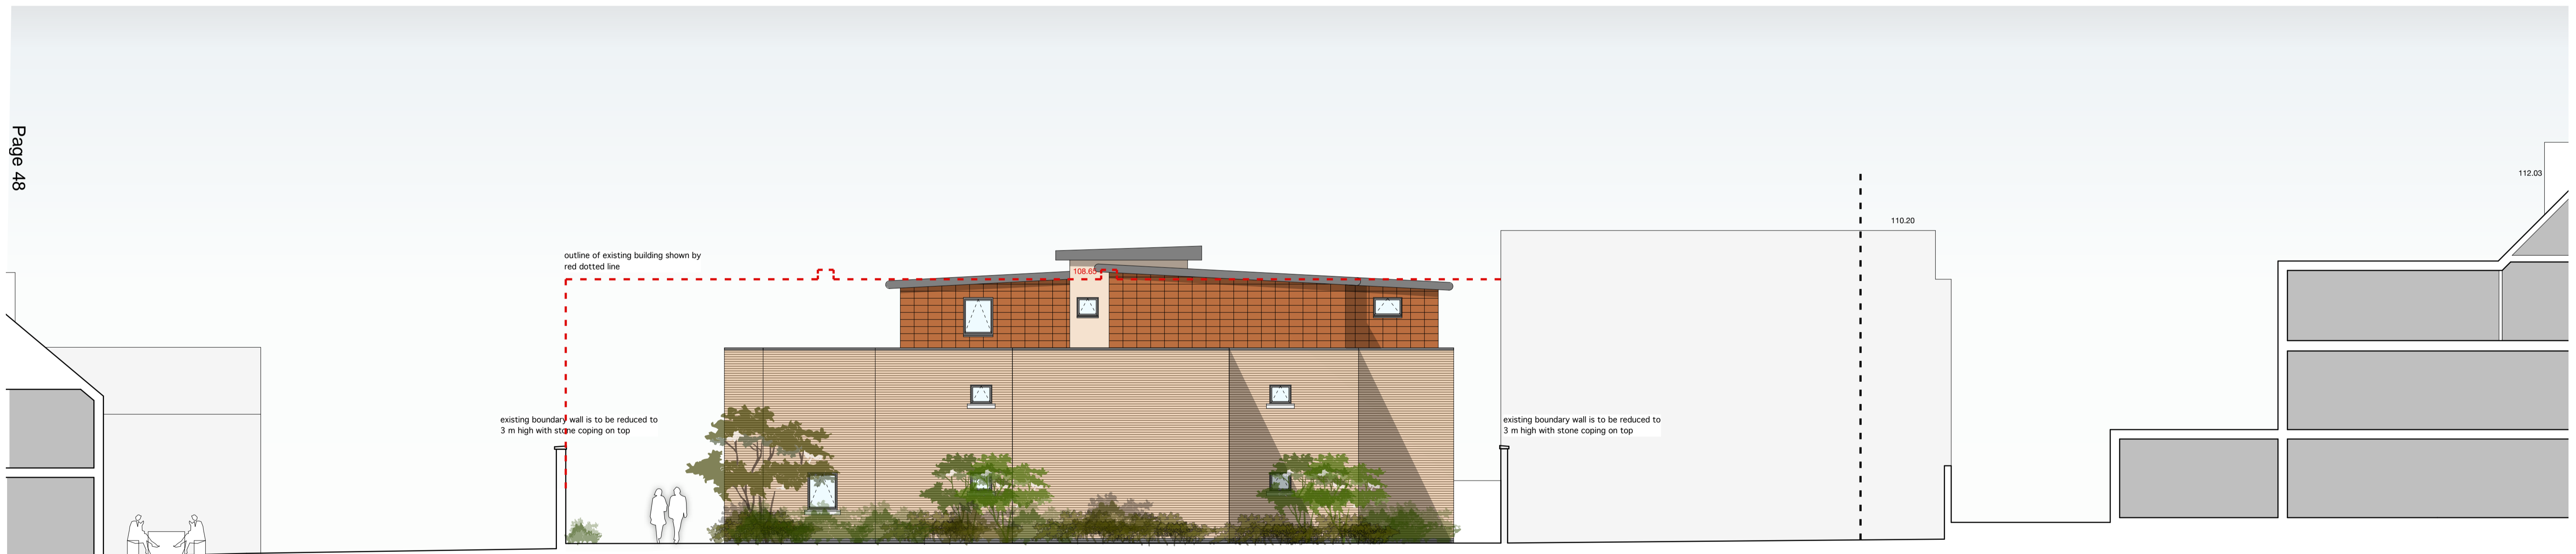 Page 48
outline of existing building shown by
red dotted line
108.65
112.03
110.20
existing boundary wall is to be reduced to
3 m high with stone coping on top
existing boundary wall is to be reduced to
3 m high with stone coping on top